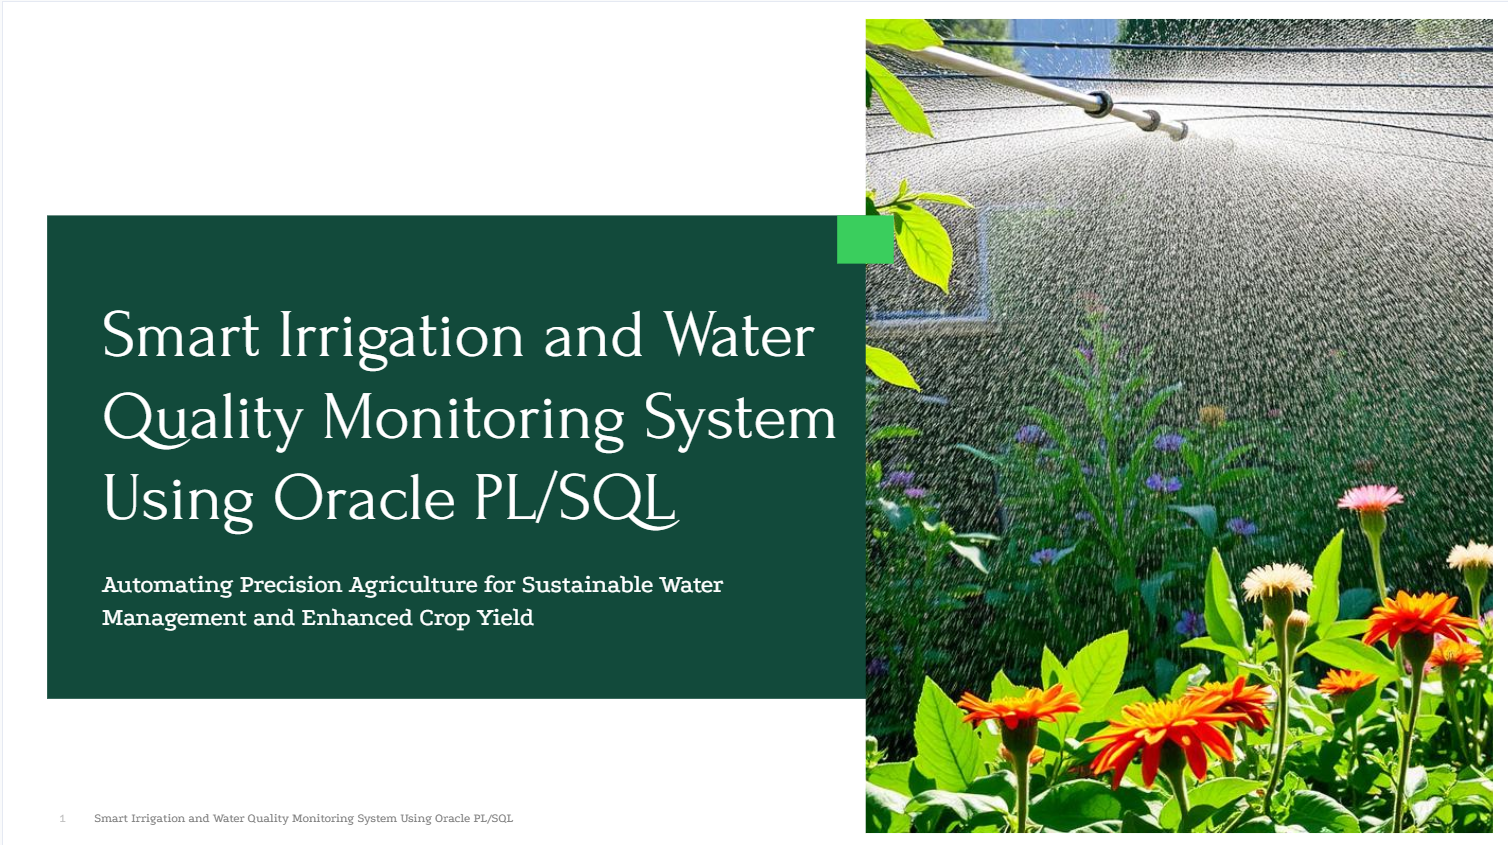 Smart Irrigation and Water
Quality Monitoring System
Using Oracle PL/SQL
Automating Precision Agriculture for Sustainable Water
Management and Enhanced Crop Yield
1 Smart Irrigation and Water Quality Monitoring System Using Oracle PL/SQL